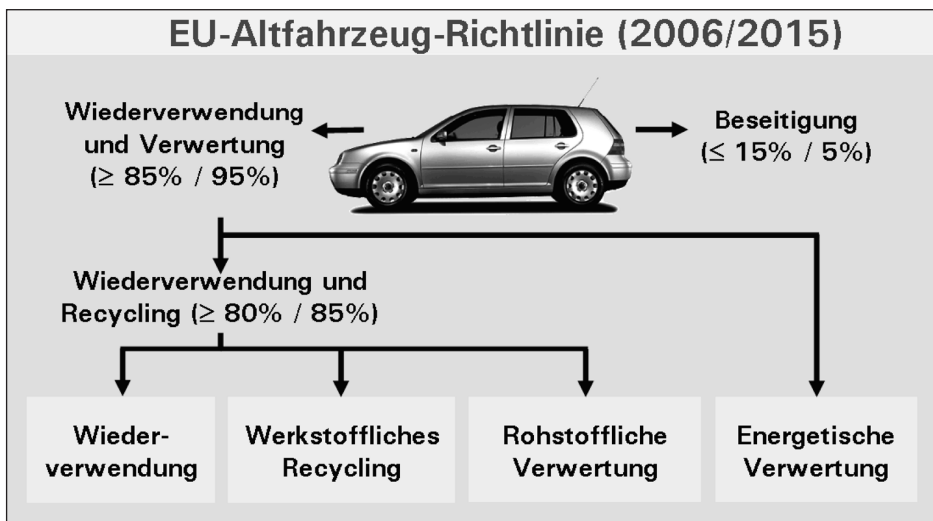 EU-Altfahrzeug-Richtlinie (2006/2015)
Wiederverwendung
und Verwertung
(≥ 85% / 95%)
Beseitigung
(≤ 15% / 5%)
Wiederverwendung und
Recycling (≥ 80% / 85%)
Wieder-
verwendung
Werkstoffliches
Recycling
Rohstoffliche
Verwertung
Energetische
Verwertung